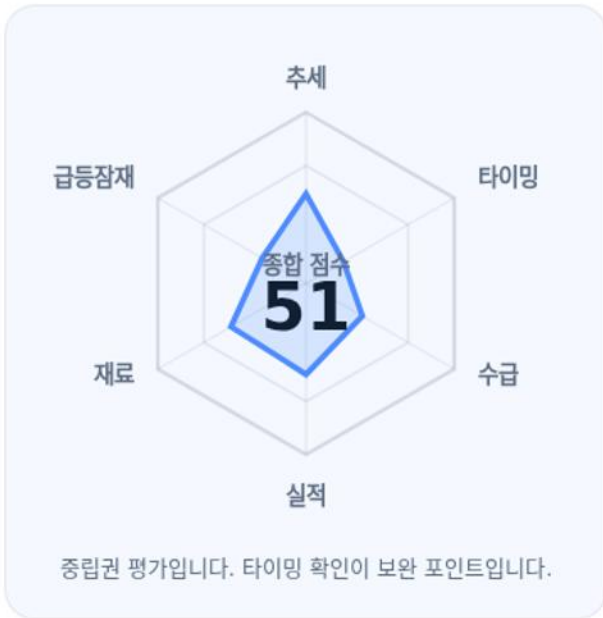 추세
급등잠재
타이밍
종합 점수
51
재료
수급
실적
중립권 평가입니다. 타이밍 확인이 보완 포인트입니다.